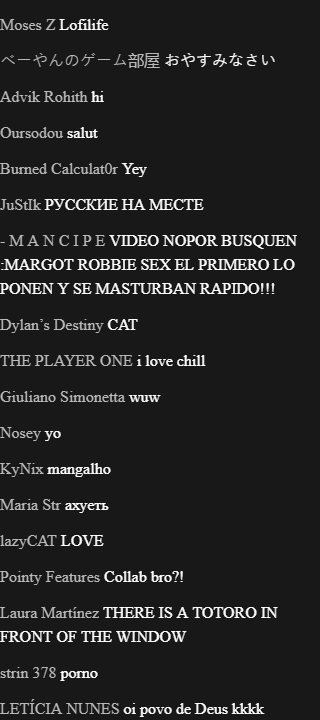 Moses Z Lofilife
べーやんのゲーム部屋 おやすみなさい
Advik Rohith hi
Oursodou salut
Burned Calculat0r Yey
JuStIk РУССКИЕ НА МЕСТЕ
- M A N C I P E VIDEO NOPOR BUSQUEN
:MARGOT ROBBIE SEX EL PRIMERO LO
PONEN Y SE MASTURBAN RAPIDO!!!
Dylan’s Destiny CAT
THE PLAYER ONE i love chill
Giuliano Simonetta wuw
Nosey yo
KyNix mangalho
Maria Str ахуеть
lazyCAT LOVE
Pointy Features Collab bro?!
Laura Martínez THERE IS A TOTORO IN
FRONT OF THE WINDOW
strin 378 porno
LETÍCIA NUNES oi povo de Deus kkkk